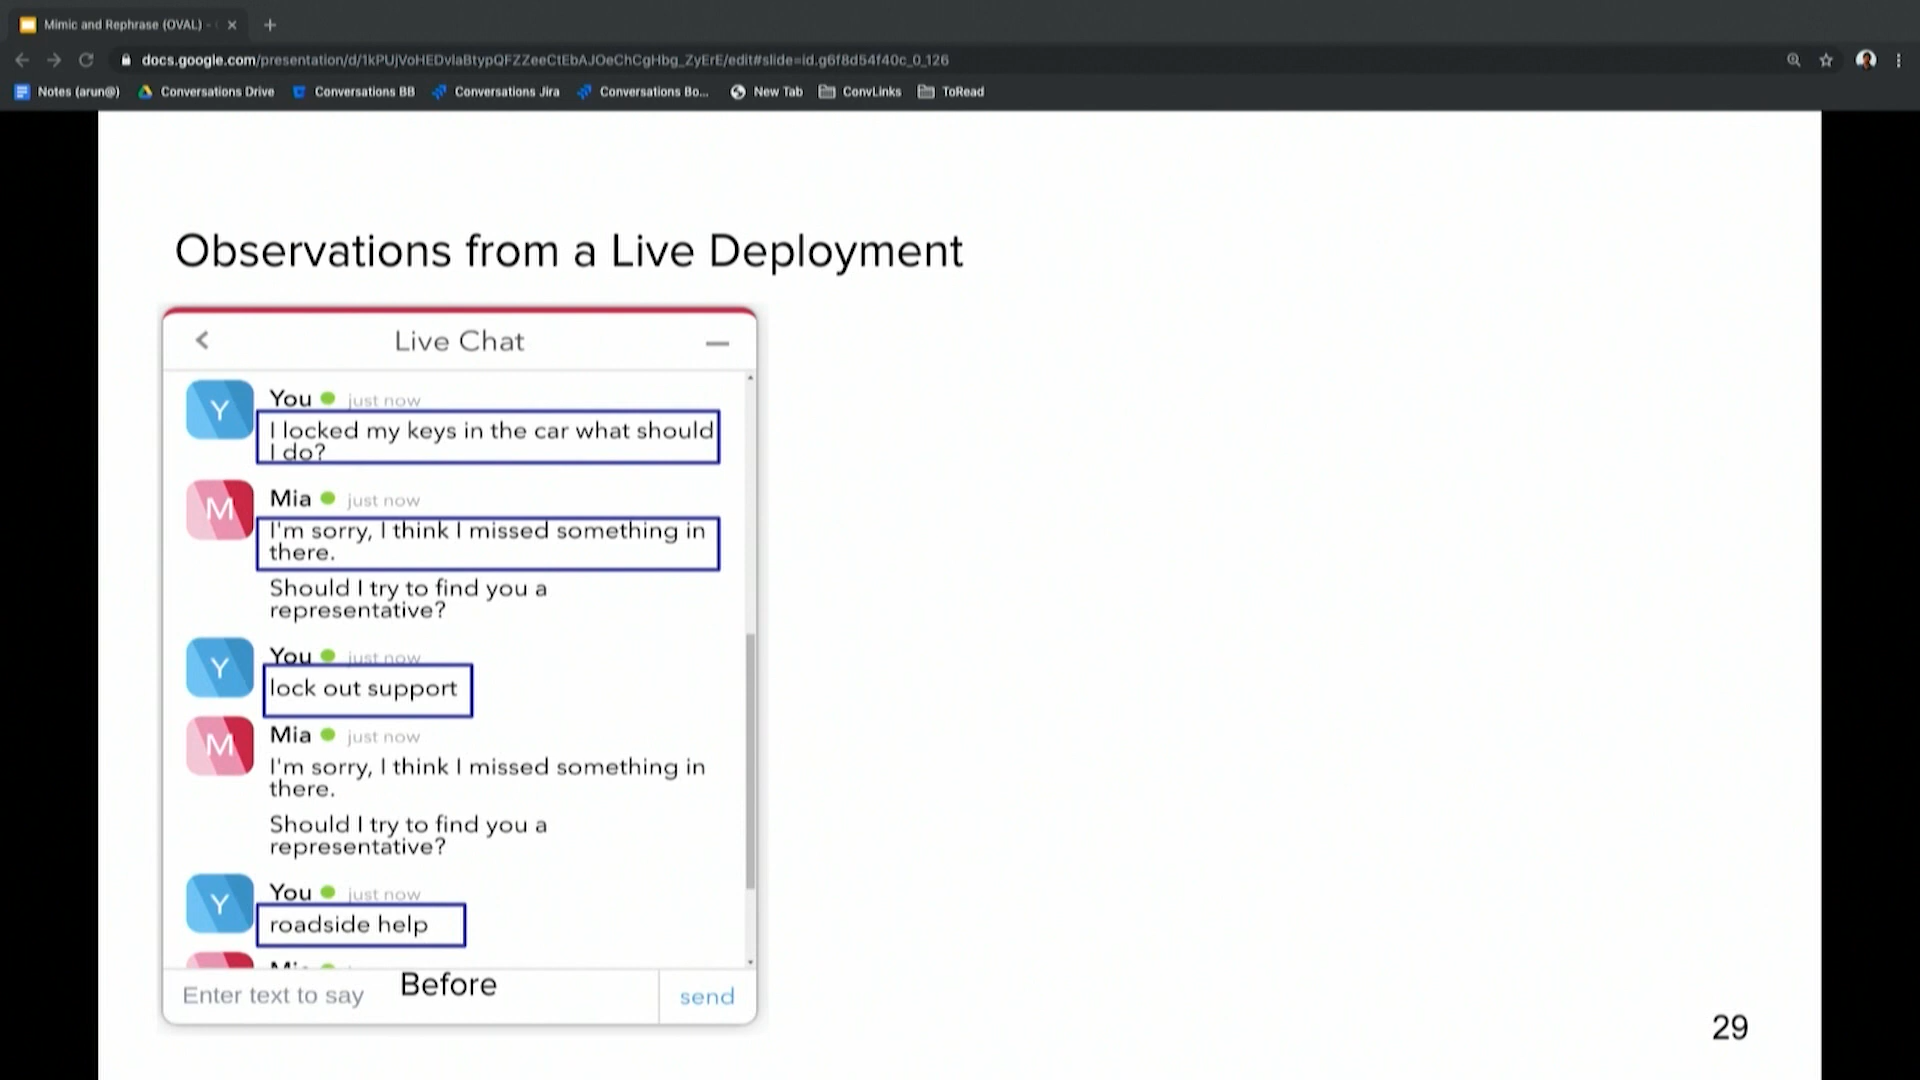 Mimic and Rephrase (OVAL) -
docs.google.com/presentation/d/1kPUjVoHEDvlaBtypQFZZeeCtEbAJOeChCgHbg_ZyErE/edit#slide=id.g6f8d54f40c_0_126
Notes (arun@)
Conversations Drive
Conversations BB
Conversations Jira
Conversations Bo...
New Tab
ConvLinks
ToRead
Observations from a Live Deployment
Live Chat
Y
You just now
I locked my keys in the car what should
I do?
M
Mia just now
I'm sorry, I think I missed something in
there.
Should I try to find you a
representative?
Y
You just now
lock out support
M
Mia just now
I'm sorry, I think I missed something in
there.
Should I try to find you a
representative?
Y
You just now
roadside help
Mia
Enter text to say
Before
send
29